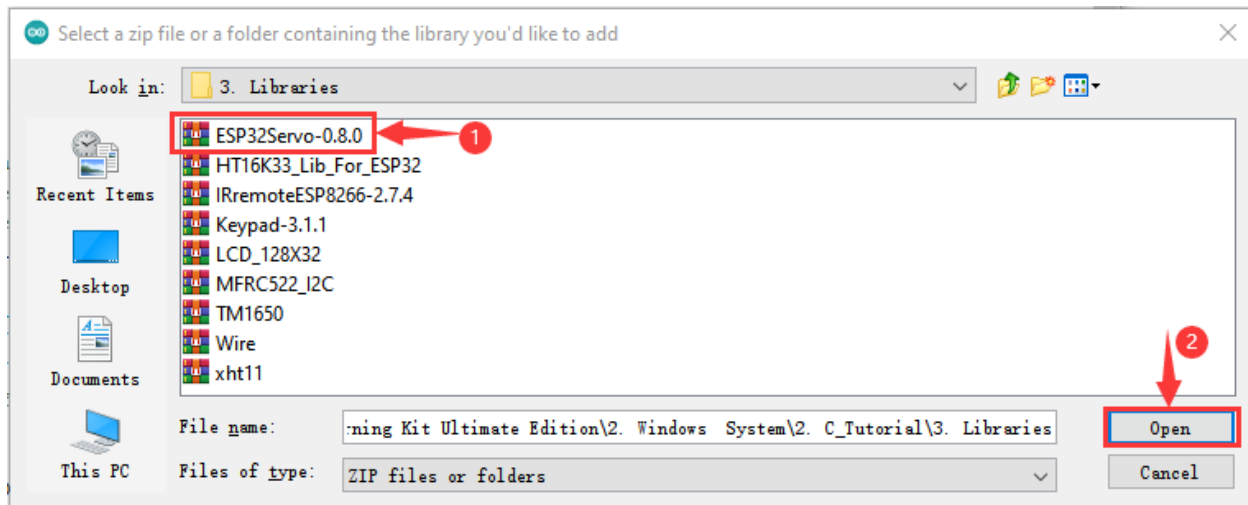 Select a zip file or a folder containing the library you'd like to add
Look in:
3. Libraries
ESP32Servo-0.8.0
1
HT16K33_Lib_For_ESP32
IRremoteESP8266-2.7.4
Keypad-3.1.1
LCD_128X32
MFRC522_I2C
TM1650
Wire
xht11
Recent Items
Desktop
Documents
This PC
2
File name:
:ning Kit Ultimate Edition\2. Windows System\2. C_Tutorial\3. Libraries
Open
Files of type:
ZIP files or folders
Cancel